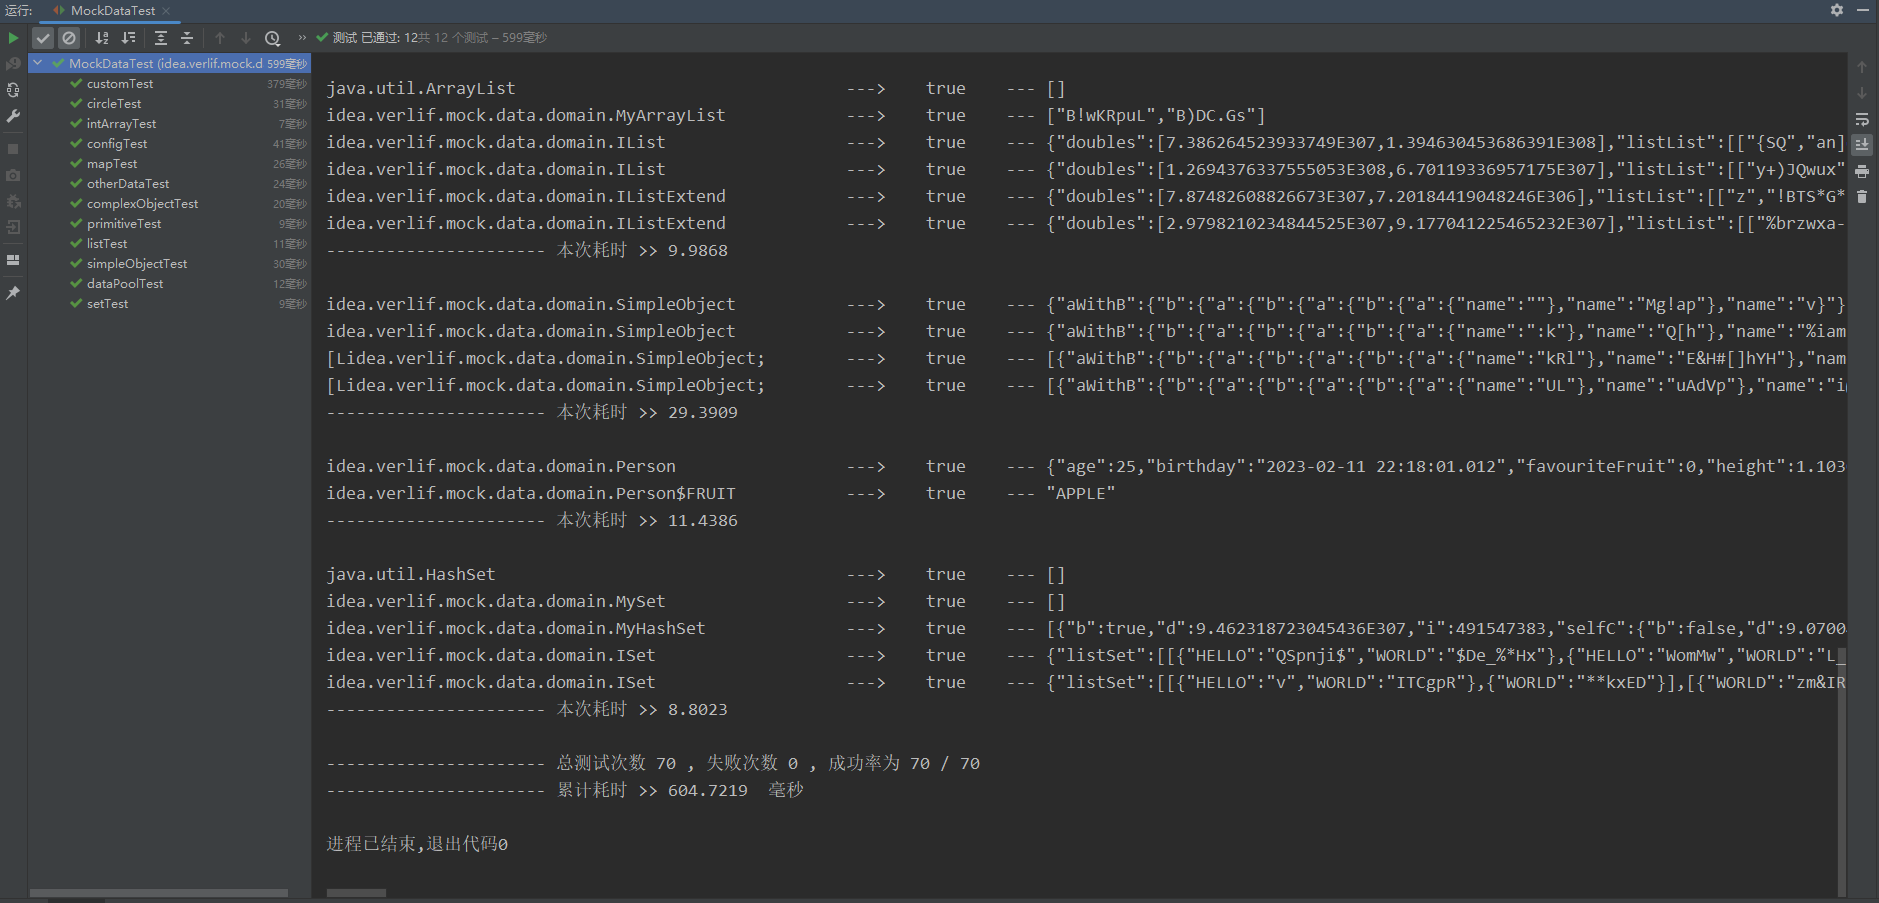 运行: MockDataTest
测试 已通过: 12共 12 个测试 – 599毫秒
MockDataTest (idea.verlif.mock.d 599毫秒
customTest 379毫秒
circleTest 31毫秒
intArrayTest 7毫秒
configTest 41毫秒
mapTest 26毫秒
otherDataTest 24毫秒
complexObjectTest 20毫秒
primitiveTest 9毫秒
listTest 11毫秒
simpleObjectTest 30毫秒
dataPoolTest 12毫秒
setTest 9毫秒
java.util.ArrayList ---> true --- []
idea.verlif.mock.data.domain.MyArrayList ---> true --- ["B!wKRpuL","B)DC.Gs"]
idea.verlif.mock.data.domain.IList ---> true --- {"doubles":[7.386264523933749E307,1.394630453686391E308],"listList":[["{SQ","an]
idea.verlif.mock.data.domain.IList ---> true --- {"doubles":[1.2694376337555053E308,6.70119336957175E307],"listList":[["y+)JQwux"
idea.verlif.mock.data.domain.IListExtend ---> true --- {"doubles":[7.87482608826673E307,7.20184419048246E306],"listList":[["z","!BTS*G*
idea.verlif.mock.data.domain.IListExtend ---> true --- {"doubles":[2.9798210234844525E307,9.177041225465232E307],"listList":[["%brzwxa-
---------------------- 本次耗时 >> 9.9868
idea.verlif.mock.data.domain.SimpleObject ---> true --- {"aWithB":{"b":{"a":{"b":{"a":{"b":{"a":{"name":""},"name":"Mg!ap"},"name":"v}"}
idea.verlif.mock.data.domain.SimpleObject ---> true --- {"aWithB":{"b":{"a":{"b":{"a":{"b":{"a":{"name":":k"},"name":"Q[h"},"name":"%iam
[Lidea.verlif.mock.data.domain.SimpleObject; ---> true --- [{"aWithB":{"b":{"a":{"b":{"a":{"b":{"a":{"name":"kRl"},"name":"E&H#[]hYH"},"nam
[Lidea.verlif.mock.data.domain.SimpleObject; ---> true --- [{"aWithB":{"b":{"a":{"b":{"a":{"b":{"a":{"name":"UL"},"name":"uAdVp"},"name":"i
---------------------- 本次耗时 >> 29.3909
idea.verlif.mock.data.domain.Person ---> true --- {"age":25,"birthday":"2023-02-11 22:18:01.012","favouriteFruit":0,"height":1.103
idea.verlif.mock.data.domain.Person$FRUIT ---> true --- "APPLE"
---------------------- 本次耗时 >> 11.4386
java.util.HashSet ---> true --- []
idea.verlif.mock.data.domain.MySet ---> true --- []
idea.verlif.mock.data.domain.MyHashSet ---> true --- [{"b":true,"d":9.462318723045436E307,"i":491547383,"selfC":{"b":false,"d":9.0700
idea.verlif.mock.data.domain.ISet ---> true --- {"listSet":[[{"HELLO":"QSpnji$","WORLD":"$De_%*Hx"},{"HELLO":"WomMw","WORLD":"L_
idea.verlif.mock.data.domain.ISet ---> true --- {"listSet":[[{"HELLO":"v","WORLD":"ITCgpR"},{"WORLD":"**kxED"}],[{"WORLD":"zm&IR
---------------------- 本次耗时 >> 8.8023
---------------------- 总测试次数 70 , 失败次数 0 , 成功率为 70 / 70
---------------------- 累计耗时 >> 604.7219 毫秒
进程已结束,退出代码0